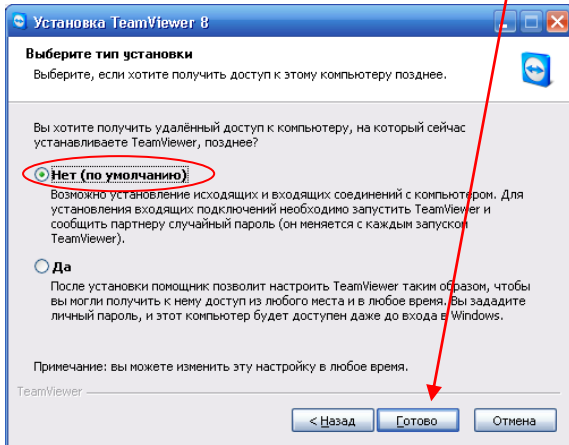 Установка TeamViewer 8
Выберите тип установки
Выберите, если хотите получить доступ к этому компьютеру позднее.
Вы хотите получить удалённый доступ к компьютеру, на который сейчас
устанавливаете TeamViewer, позднее?
Нет (по умолчанию)
Возможно установление исходящих и входящих соединений с компьютером. Для
установления входящих подключений необходимо запустить TeamViewer и
сообщить партнеру случайный пароль (он меняется с каждым запуском
TeamViewer).
Да
После установки помощник позволит настроить TeamViewer таким образом, чтобы
вы могли получить к нему доступ из любого места и в любое время. Вы зададите
личный пароль, и этот компьютер будет доступен даже до входа в Windows.
Примечание: вы можете изменить эту настройку в любое время.
TeamViewer
< Назад Готово Отмена